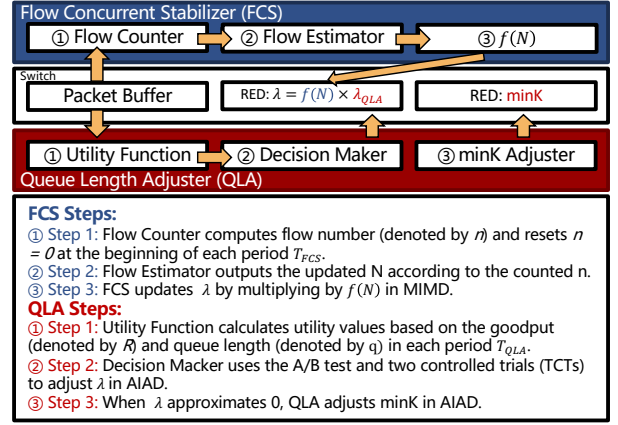 Flow Concurrent Stabilizer (FCS)
① Flow Counter
② Flow Estimator
③ f(N)
Switch
Packet Buffer
RED: λ = f(N) × λ_QLA
RED: minK
① Utility Function
② Decision Maker
③ minK Adjuster
Queue Length Adjuster (QLA)
FCS Steps:
① Step 1: Flow Counter computes flow number (denoted by n) and resets n
= 0 at the beginning of each period T_FCS.
② Step 2: Flow Estimator outputs the updated N according to the counted n.
③ Step 3: FCS updates λ by multiplying by f(N) in MIMD.
QLA Steps:
① Step 1: Utility Function calculates utility values based on the goodput
(denoted by R) and queue length (denoted by q) in each period T_QLA.
② Step 2: Decision Macker uses the A/B test and two controlled trials (TCTs)
to adjust λ in AIAD.
③ Step 3: When λ approximates 0, QLA adjusts minK in AIAD.